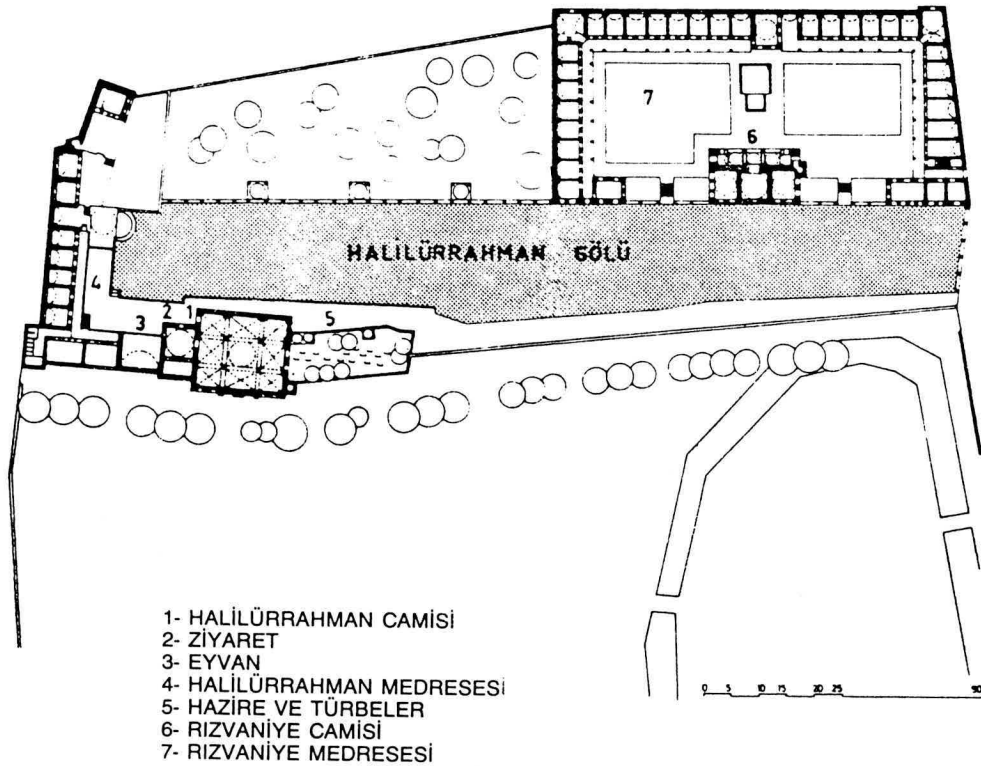 7
6
HALİLÜRRAHMAN GÖLÜ
4
3
2
1
5
1- HALİLÜRRAHMAN CAMİSİ
2- ZİYARET
3- EYVAN
4- HALİLÜRRAHMAN MEDRESESİ
5- HAZİRE VE TÜRBELER
6- RIZVANİYE CAMİSİ
7- RIZVANİYE MEDRESESİ
0 5 10 15 20 25 50